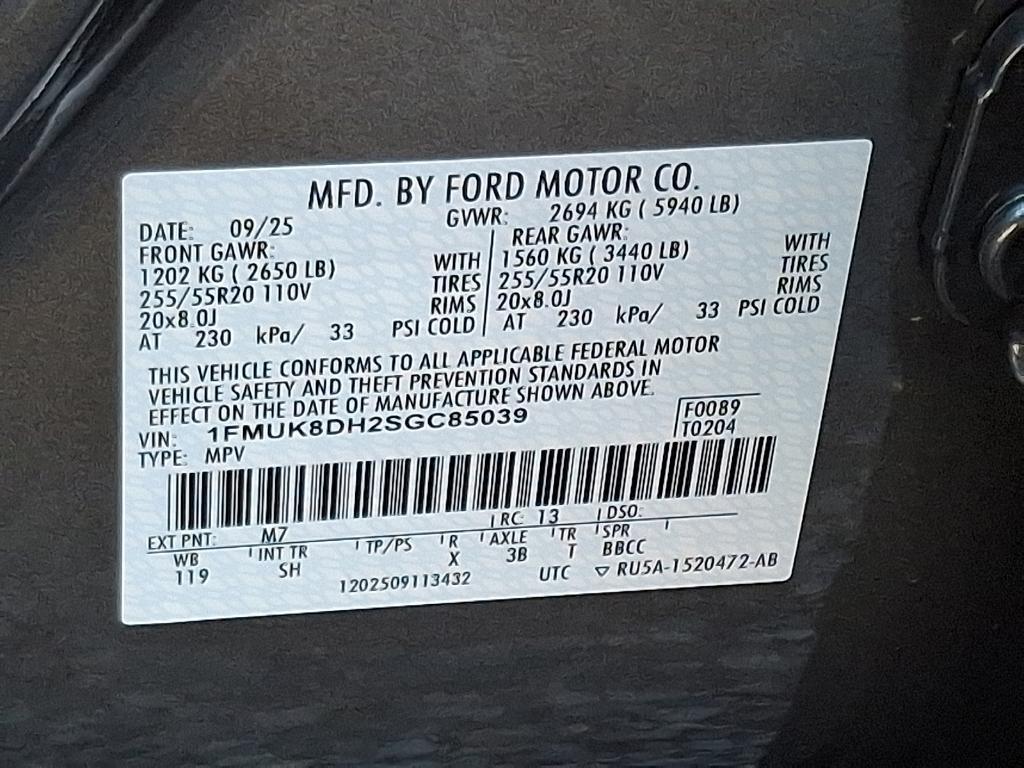 MFD. BY FORD MOTOR CO.
DATE: 09/25 GVWR: 2694 KG ( 5940 LB)
FRONT GAWR: REAR GAWR:
1202 KG ( 2650 LB) WITH 1560 KG ( 3440 LB) WITH
255/55R20 110V TIRES 255/55R20 110V TIRES
20x8.0J RIMS 20x8.0J RIMS
AT 230 kPa/ 33 PSI COLD AT 230 kPa/ 33 PSI COLD
THIS VEHICLE CONFORMS TO ALL APPLICABLE FEDERAL MOTOR
VEHICLE SAFETY AND THEFT PREVENTION STANDARDS IN
EFFECT ON THE DATE OF MANUFACTURE SHOWN ABOVE.
VIN: 1FMUK8DH2SGC85039 F0089
TYPE: MPV T0204
EXT PNT: M7 RC: 13 DSO:
WB INT TR TP/PS R AXLE TR SPR
119 SH X 3B T BBCC
1202509113432 UTC ▽ RU5A-1520472-AB